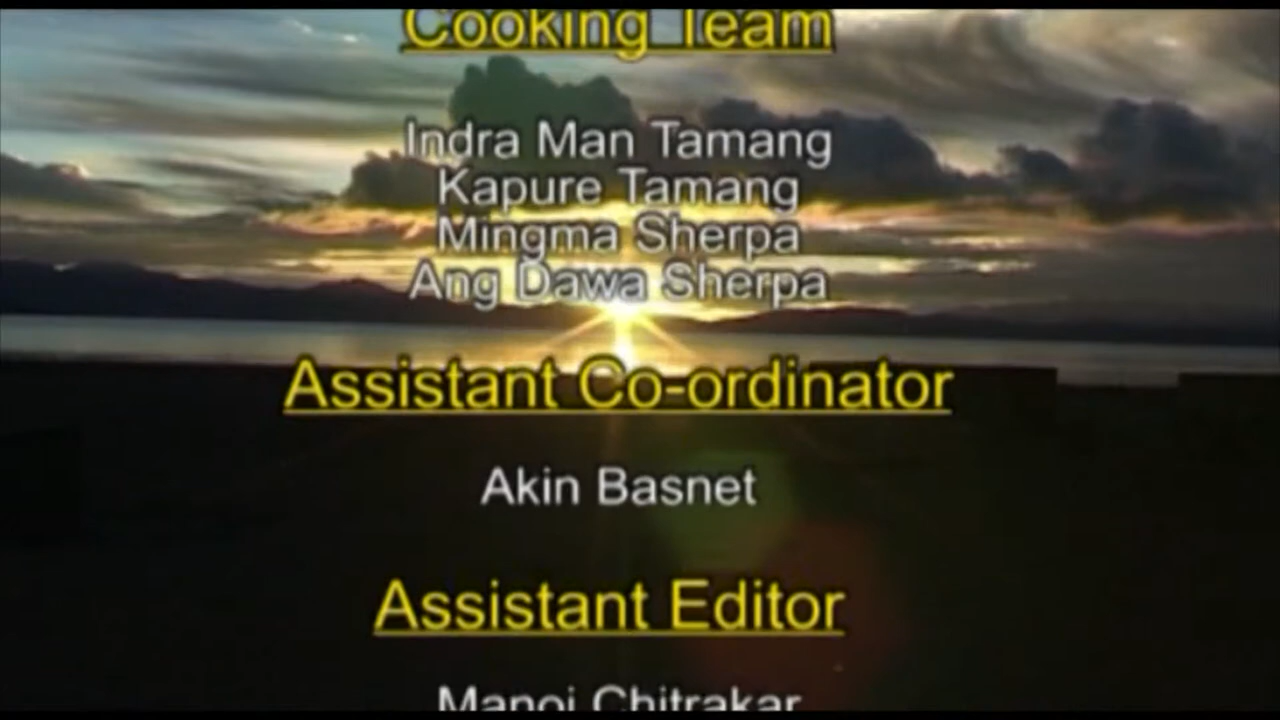 Cooking Team
Indra Man Tamang
Kapure Tamang
Mingma Sherpa
Ang Dawa Sherpa
Assistant Co-ordinator
Akin Basnet
Assistant Editor
Manoj Chitrakar